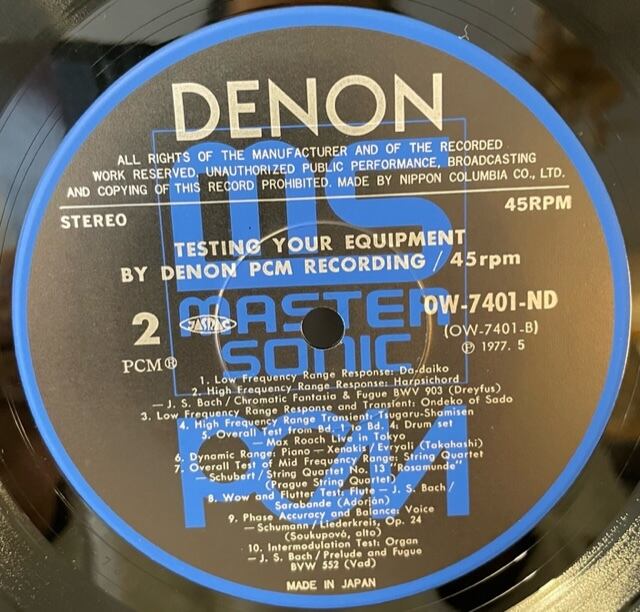 DENON
ALL RIGHTS OF THE MANUFACTURER AND OF THE RECORDED
WORK RESERVED. UNAUTHORIZED PUBLIC PERFORMANCE, BROADCASTING
AND COPYING OF THIS RECORD PROHIBITED. MADE BY NIPPON COLUMBIA CO., LTD.
STEREO
45RPM
ms
TESTING YOUR EQUIPMENT
BY DENON PCM RECORDING / 45rpm
MASTER
SONIC
PCM
2
JASRAC
PCM®
OW-7401-ND
(OW-7401-B)
℗ 1977. 5
1. Low Frequency Range Response: Da-daiko
2. High Frequency Range Response: Harpsichord
—J. S. Bach/Chromatic Fantasia & Fugue BWV 903 (Dreyfus)
3. Low Frequency Range Response and Transient: Ondeko of Sado
4. High Frequency Range Transient: Tsugaru-Shamisen
5. Overall Test from Bd. 1 to Bd. 4: Drum set
—Max Roach Live in Tokyo
6. Dynamic Range: Piano—Xenakis/Evryali (Takahashi)
7. Overall Test of Mid Frequency Range: String Quartet
—Schubert/String Quartet No. 13 "Rosamunde"
(Prague String Quartet)
8. Wow and Flutter Test: Flute—J. S. Bach/
Sarabande (Adorján)
9. Phase Accuracy and Balance: Voice
—Schumann/Liederkreis, Op. 24
(Soukupová, alto)
10. Intermodulation Test: Organ
—J. S. Bach/Prelude and Fugue
BVW 552 (Vad)
MADE IN JAPAN